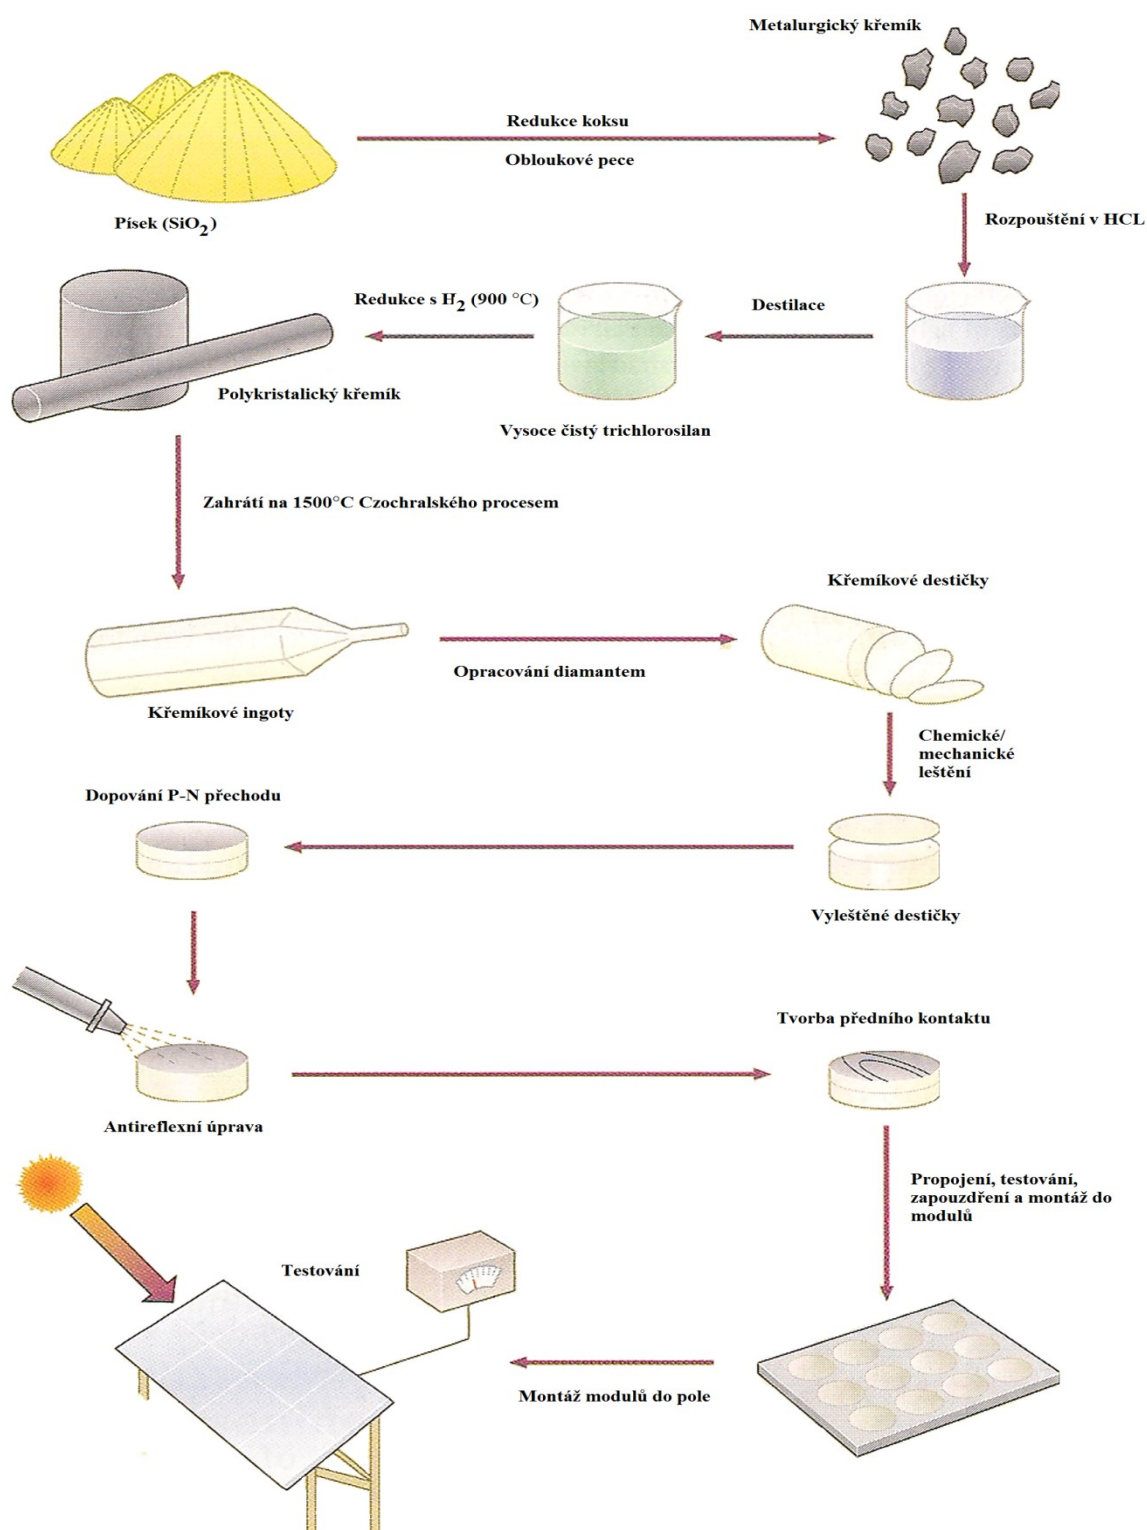 Metalurgický křemík
Redukce koksu
Obloukové pece
Písek (SiO2)
Rozpouštění v HCL
Redukce s H2 (900 °C)
Destilace
Polykristalický křemík
Vysoce čistý trichlorosilan
Zahrátí na 1500°C Czochralského procesem
Křemíkové destičky
Opracování diamantem
Křemíkové ingoty
Chemické/
mechanické
leštění
Dopování P-N přechodu
Vyleštěné destičky
Tvorba předního kontaktu
Antireflexní úprava
Propojení, testování,
zapouzdření a montáž do
modulů
Testování
Montáž modulů do pole